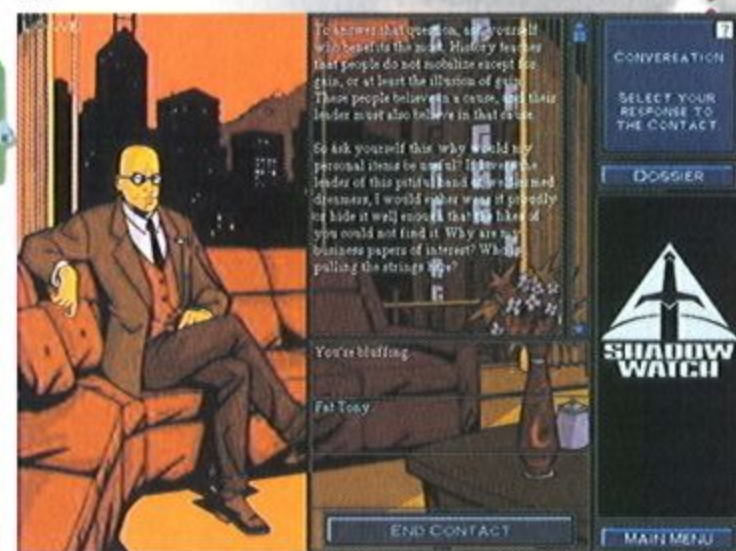 To answer that question, ask yourself
who benefits the most. History teaches
that people do not mobilize except for
gain, or at least the illusion of gain.
These people believe in a cause, and their
leader must also believe in that cause.
So ask yourself this: why would my
personal items be useful? If I were the
leader of this pitiful band of well-armed
dreamers, I would either wear it proudly
or hide it well enough that the likes of
you could not find it. Why are my
business papers of interest? Who is
pulling the strings here?
You're bluffing.
Fat Tony
END CONTACT
?
CONVERSATION
SELECT YOUR
RESPONSE TO
THE CONTACT
DOSSIER
SHADOW
WATCH
MAIN MENU